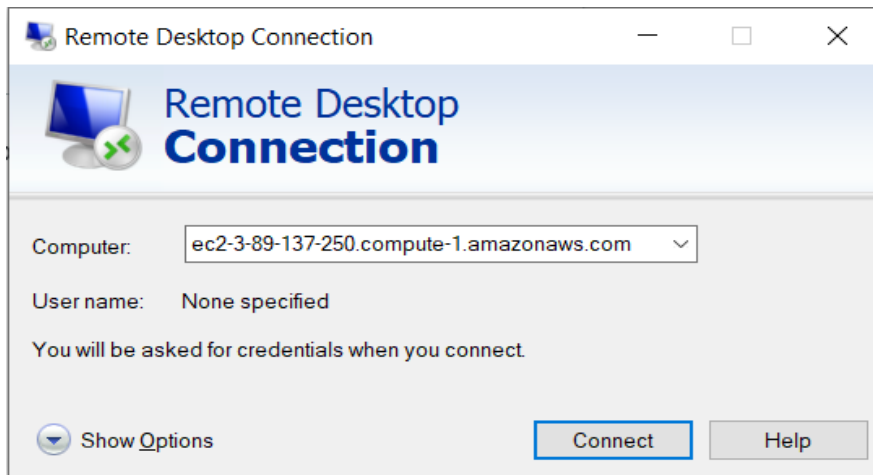 Remote Desktop Connection
Remote Desktop
Connection
Computer: ec2-3-89-137-250.compute-1.amazonaws.com
User name: None specified
You will be asked for credentials when you connect.
Show Options Connect Help